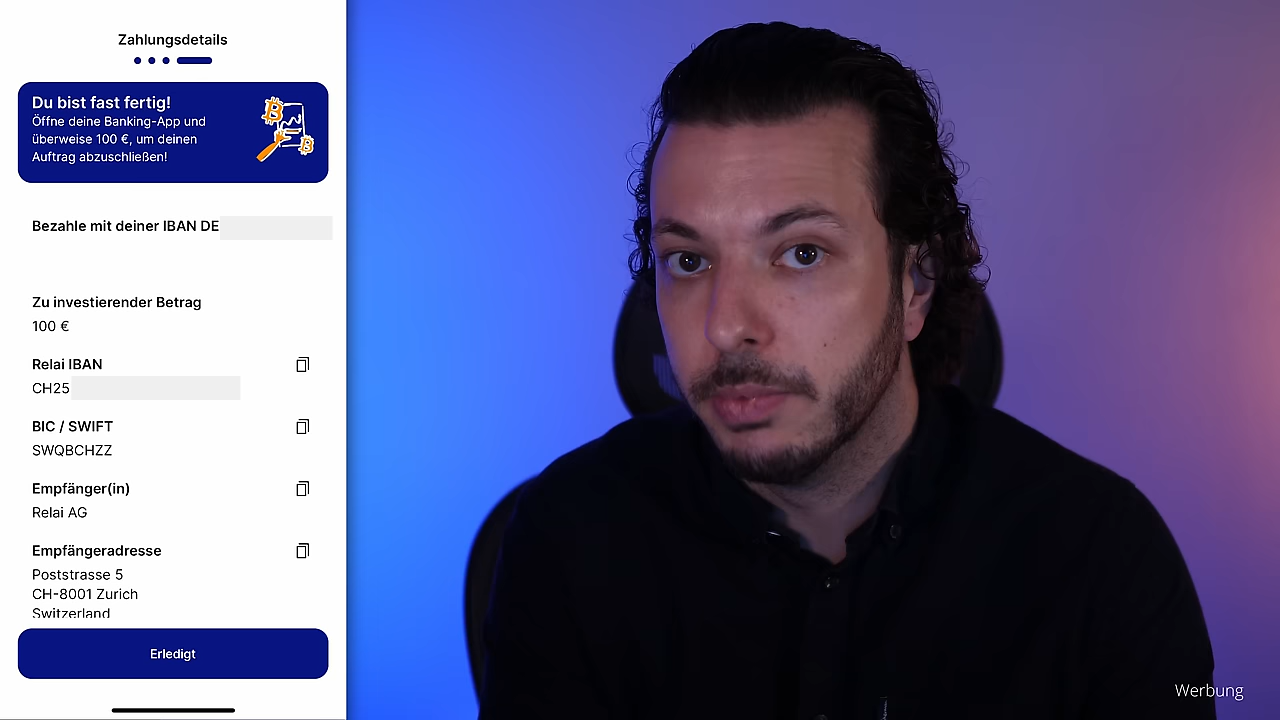 Zahlungsdetails
Du bist fast fertig!
Öffne deine Banking-App und
überweise 100 €, um deinen
Auftrag abzuschließen!
Bezahle mit deiner IBAN DE
Zu investierender Betrag
100 €
Relai IBAN
CH25
BIC / SWIFT
SWQBCHZZ
Empfänger(in)
Relai AG
Empfängeradresse
Poststrasse 5
CH-8001 Zurich
Switzerland
Erledigt
Werbung